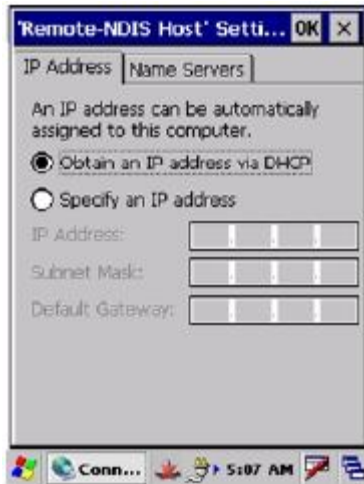 'Remote-NDIS Host' Setti... OK ×
IP Address Name Servers
An IP address can be automatically
assigned to this computer.
Obtain an IP address via DHCP
Specify an IP address
IP Address:
Subnet Mask:
Default Gateway:
Conn... 5:07 AM